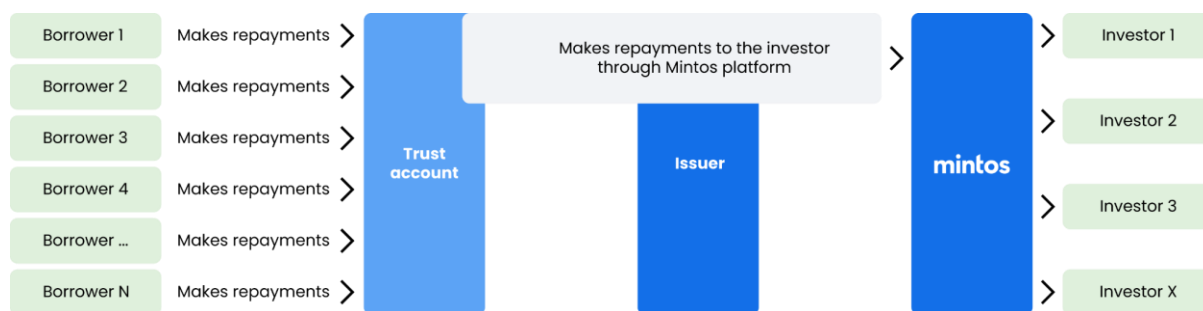 Borrower 1 Makes repayments
Makes repayments to the investor
through Mintos platform
Investor 1
Borrower 2 Makes repayments
Investor 2
Borrower 3 Makes repayments
Trust
account
Issuer
mintos
Borrower 4 Makes repayments
Investor 3
Borrower ... Makes repayments
Borrower N Makes repayments
Investor X